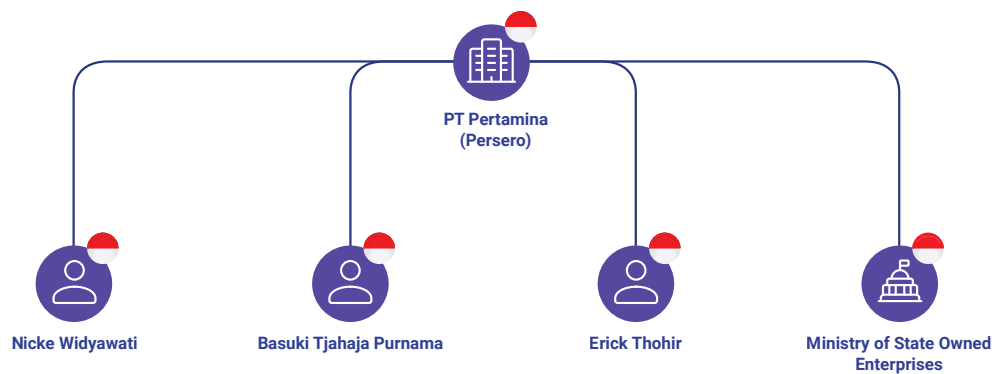 PT Pertamina
(Persero)
Nicke Widyawati
Basuki Tjahaja Purnama
Erick Thohir
Ministry of State Owned
Enterprises